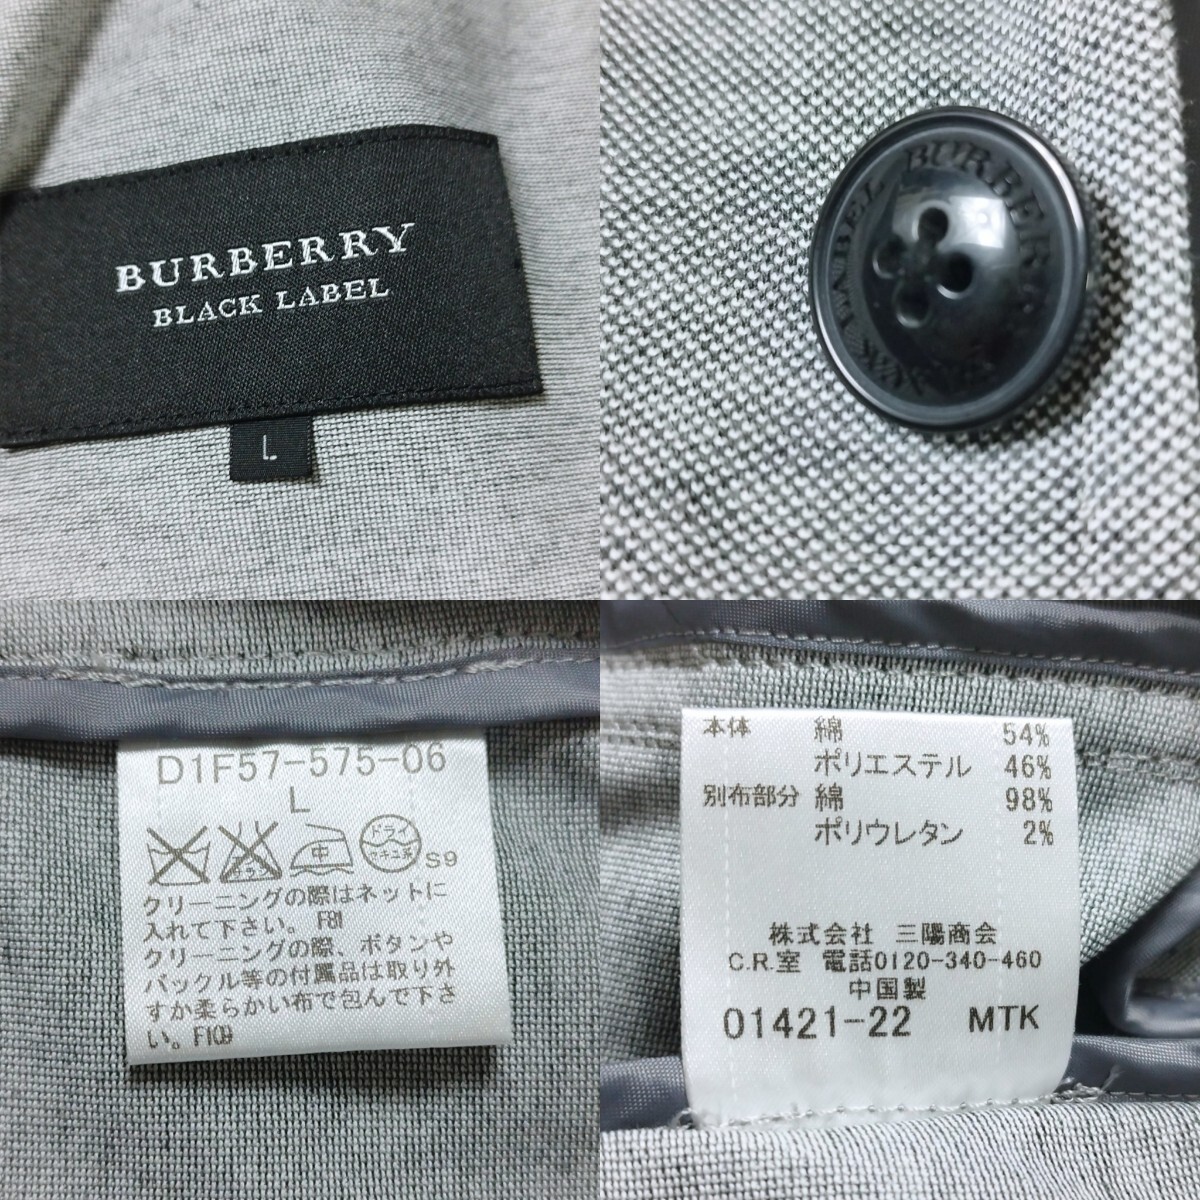 BURBERRY
BLACK LABEL
L
BURBERRY
LABEL
D1F57-575-06
L
中
ドライ
セキユ系
S9
クリーニングの際はネットに
入れて下さい。F81
クリーニングの際、ボタンや
バックル等の付属品は取り外
すか柔らかい布で包んで下さ
い。F109
本体 綿 54%
ポリエステル 46%
別布部分 綿 98%
ポリウレタン 2%
株式会社 三陽商会
C.R.室 電話0120-340-460
中国製
01421-22 MTK